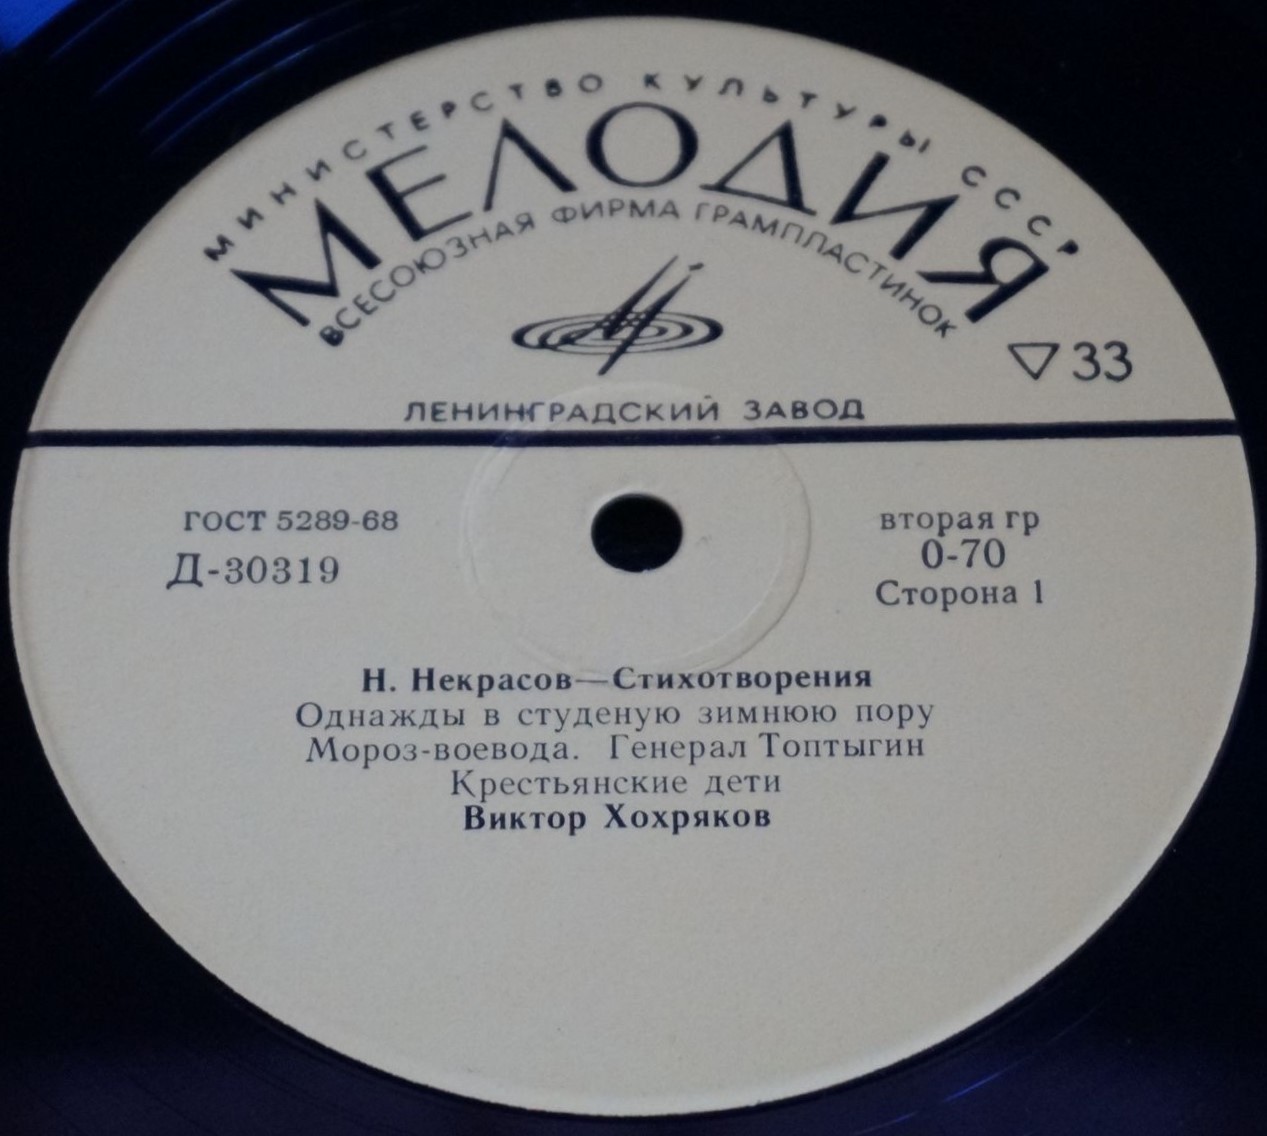 МИНИСТЕРСТВО КУЛЬТУРЫ СССР
МЕЛОДИЯ
ВСЕСОЮЗНАЯ ФИРМА ГРАМПЛАСТИНОК
▽ 33
ЛЕНИНГРАДСКИЙ ЗАВОД
ГОСТ 5289-68
Д-30319
вторая гр
0-70
Сторона 1
Н. Некрасов—Стихотворения
Однажды в студеную зимнюю пору
Мороз-воевода. Генерал Топтыгин
Крестьянские дети
Виктор Хохряков